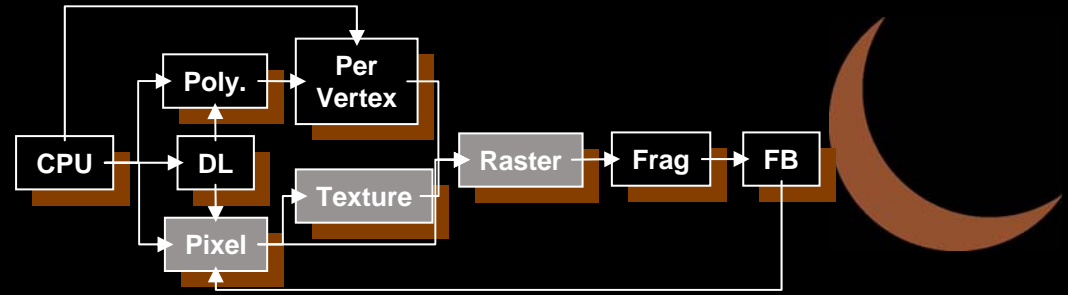 Poly.
Per
Vertex
CPU
DL
Raster
Frag
FB
Texture
Pixel